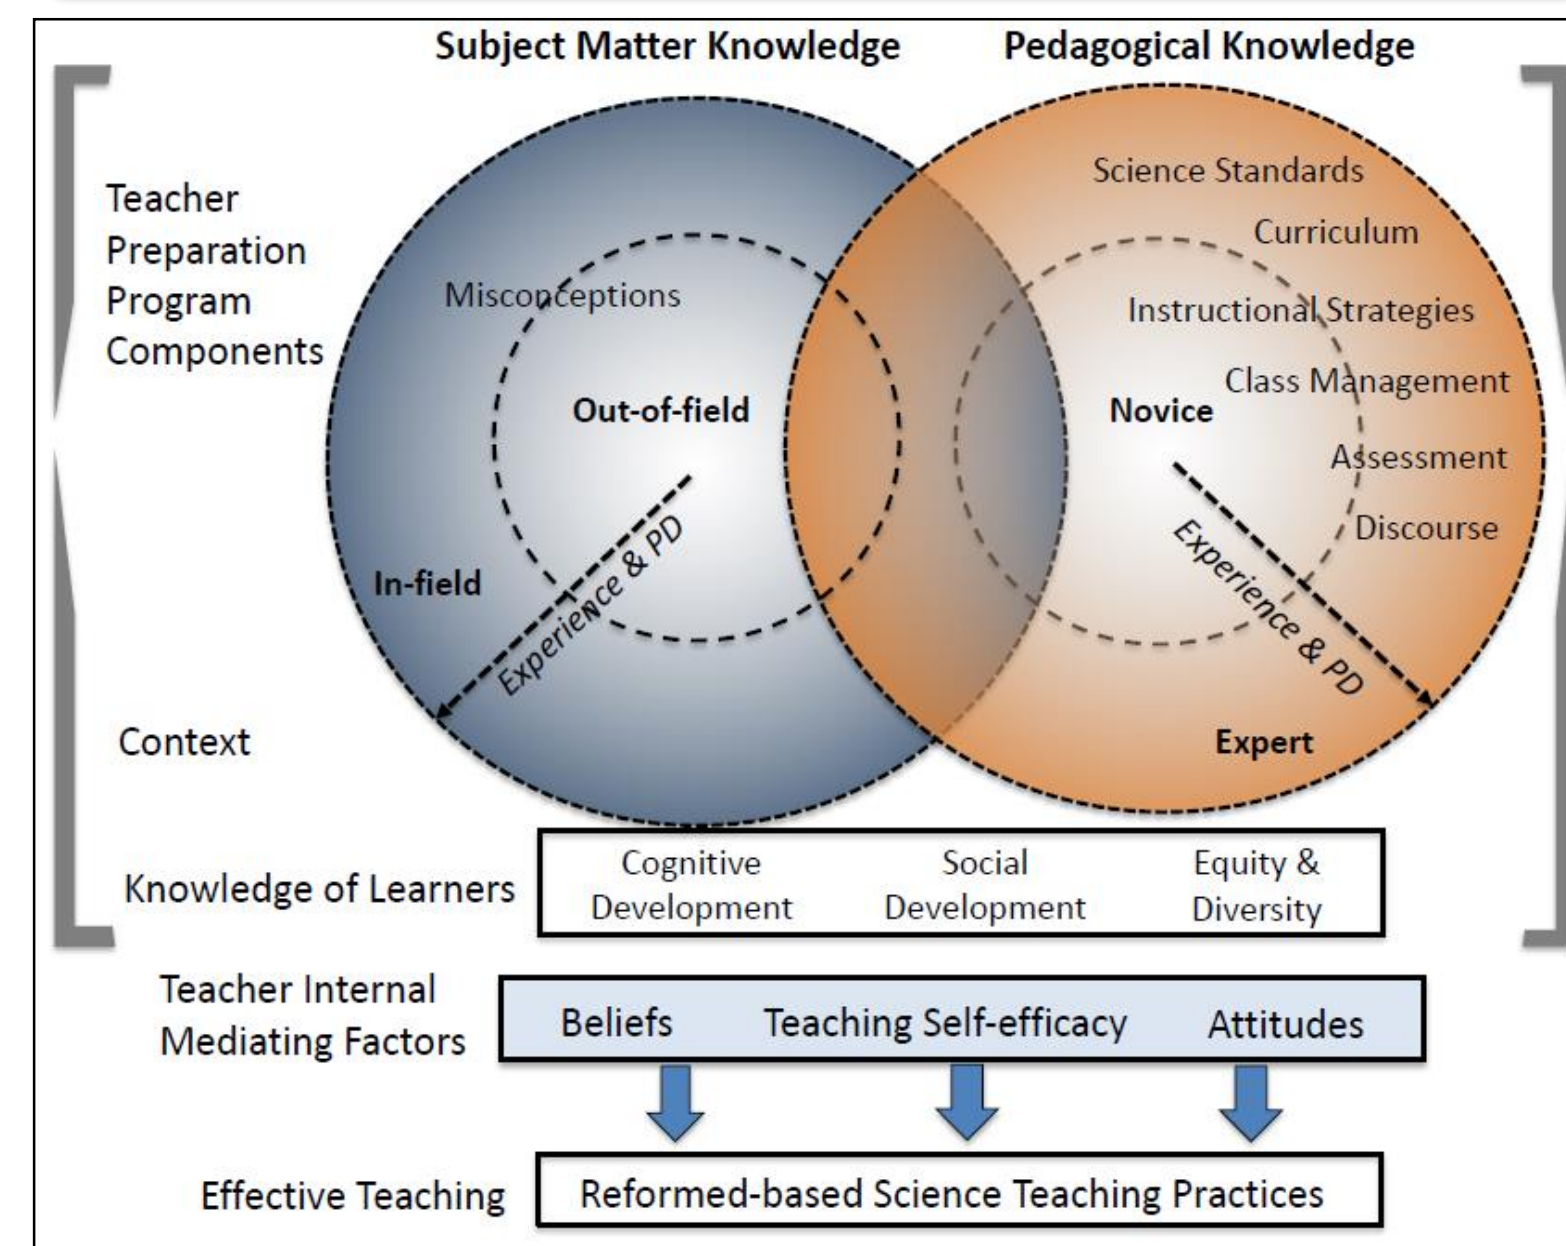 Subject Matter Knowledge
Pedagogical Knowledge
Teacher
Preparation
Program
Components
Science Standards
Curriculum
Misconceptions
Instructional Strategies
Class Management
Out-of-field
Novice
Assessment
Discourse
Experience & PD
Experience & PD
In-field
Expert
Context
Knowledge of Learners
Cognitive
Development
Social
Development
Equity &
Diversity
Teacher Internal
Mediating Factors
Beliefs
Teaching Self-efficacy
Attitudes
Effective Teaching
Reformed-based Science Teaching Practices